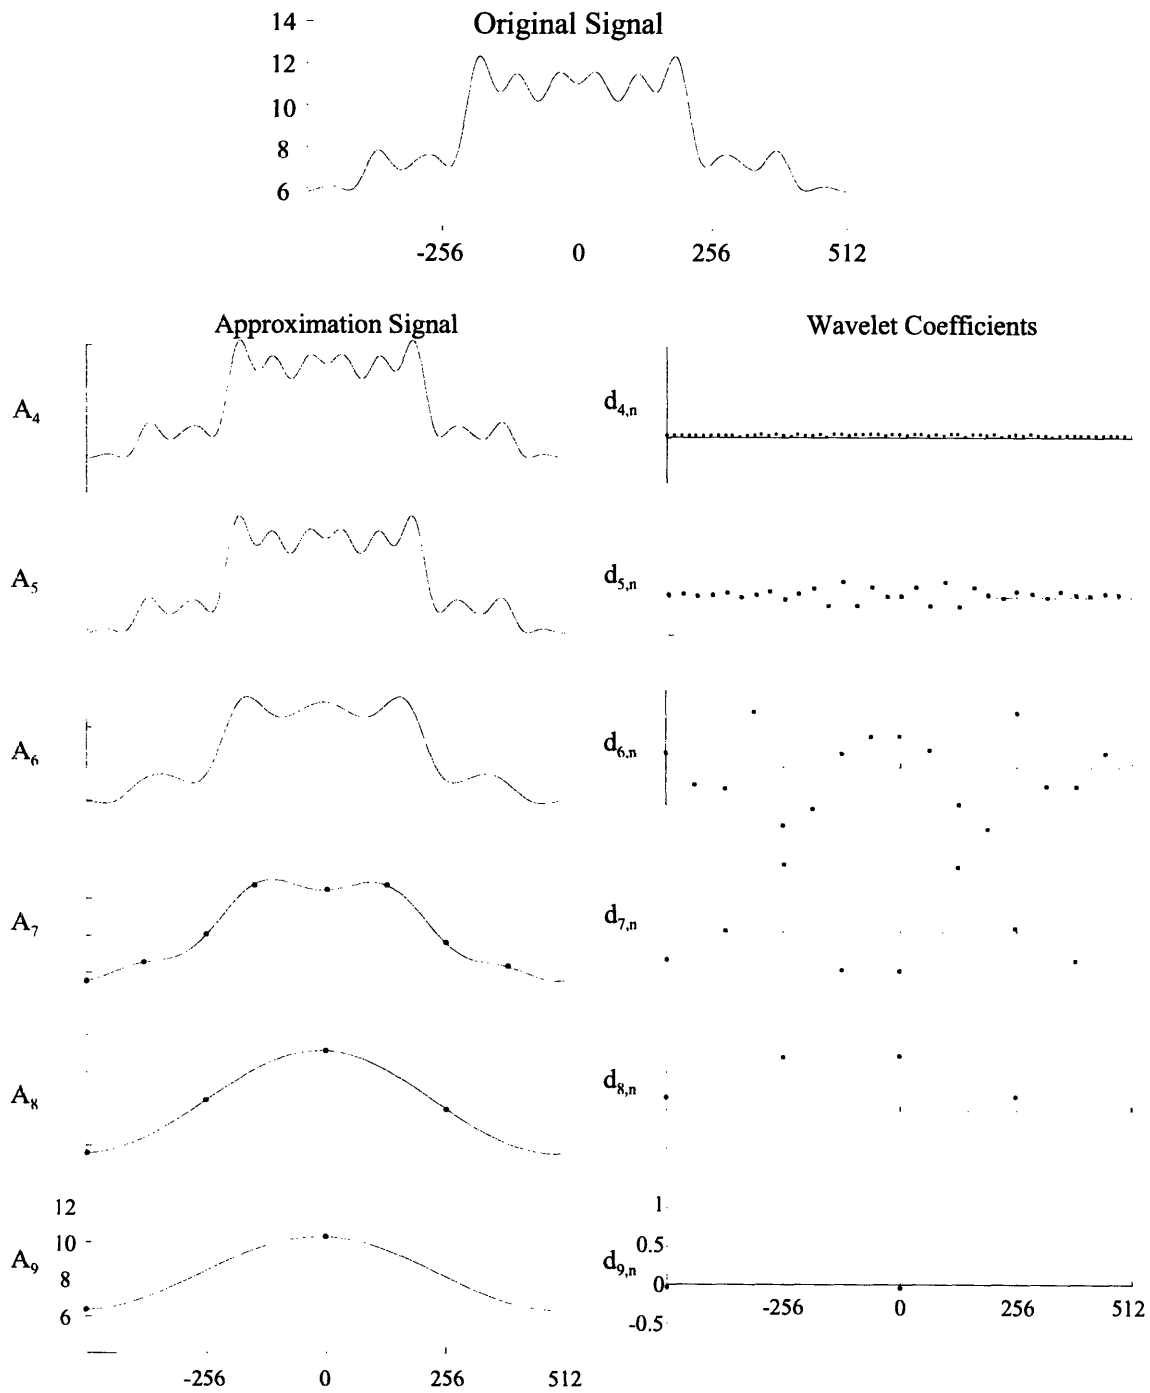 Original Signal
14
12
10
8
6
-256 0 256 512
Approximation Signal
Wavelet Coefficients
A4
d4,n
A5
d5,n
A6
d6,n
A7
d7,n
A8
d8,n
A9
12
10
8
6
-256 0 256 512
d9,n
1
0.5
0
-0.5
-256 0 256 512